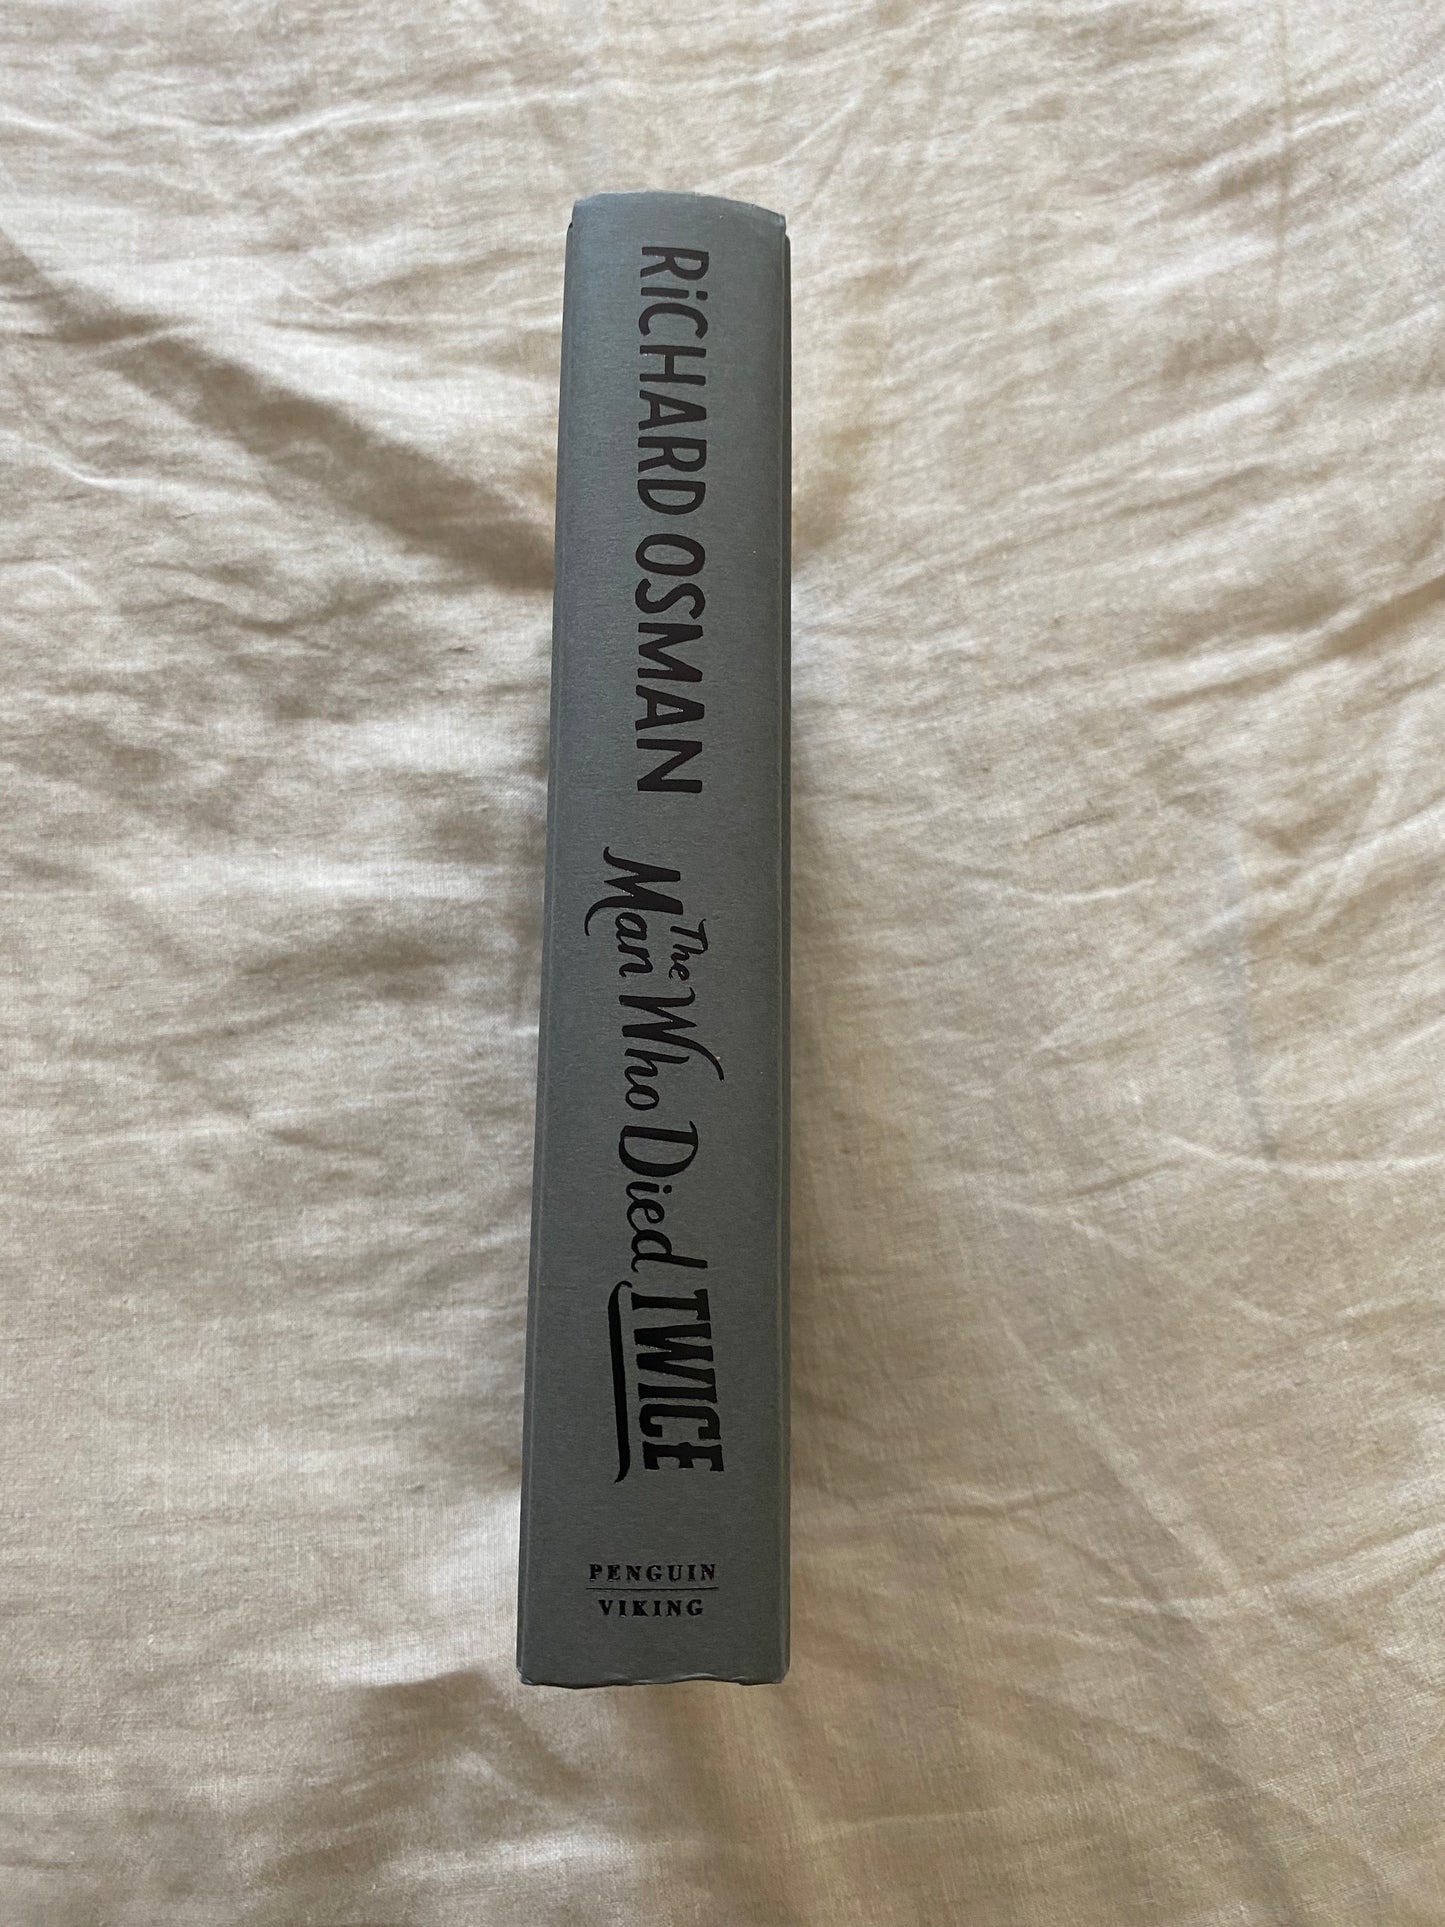 RiCHARD OSMAN
The
Man Who Died TWICE
PENGUIN
VIKING